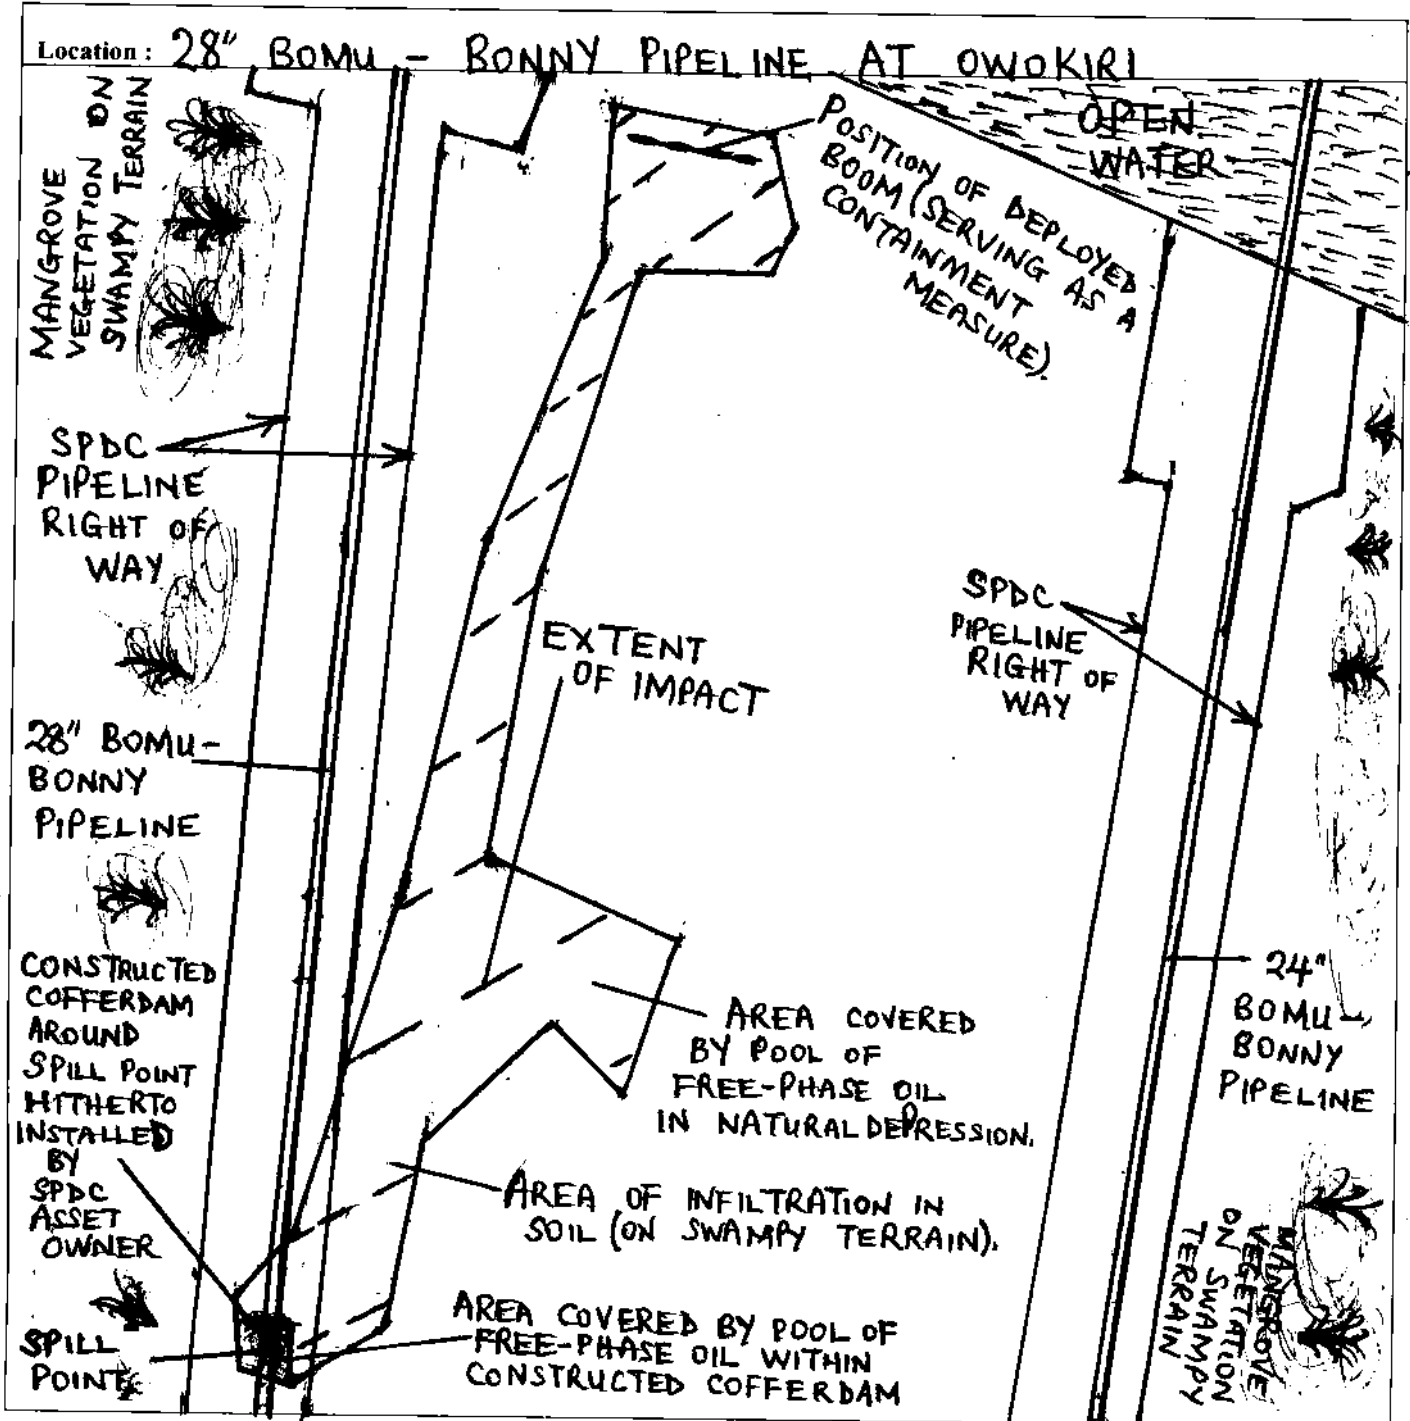 Location : 28" BOMU - BONNY PIPELINE AT OWOKIRI
MANGROVE
VEGETATION ON
SWAMPY TERRAIN
OPEN
WATER
POSITION OF DEPLOYED
BOOM (SERVING AS A
CONTAINMENT
MEASURE).
SPDC
PIPELINE
RIGHT OF
WAY
SPDC
PIPELINE
RIGHT OF
WAY
EXTENT
OF IMPACT
28" BOMU-
BONNY
PIPELINE
CONSTRUCTED
COFFERDAM
AROUND
SPILL POINT
HITHERTO
INSTALLED
BY
SPDC
ASSET
OWNER
24"
BOMU-
BONNY
PIPELINE
AREA COVERED
BY POOL OF
FREE-PHASE OIL
IN NATURAL DEPRESSION.
AREA OF INFILTRATION IN
SOIL (ON SWAMPY TERRAIN).
MANGROVE
VEGETATION
ON SWAMPY
TERRAIN
SPILL
POINT
AREA COVERED BY POOL OF
FREE-PHASE OIL WITHIN
CONSTRUCTED COFFERDAM